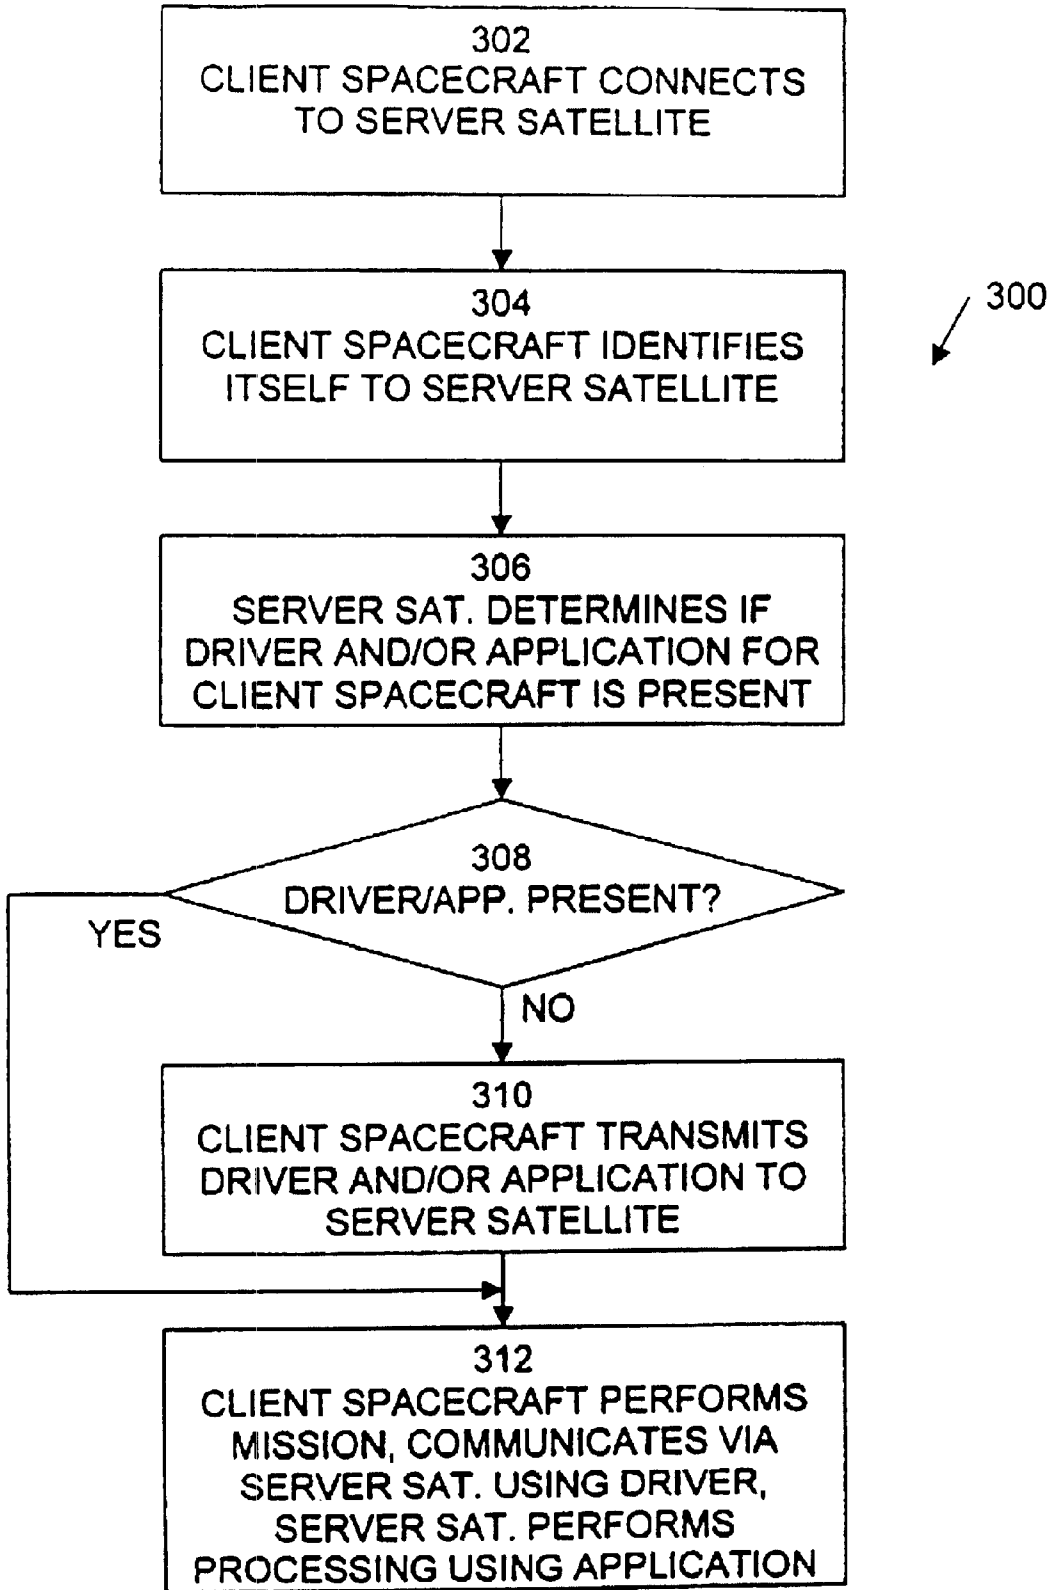 302
CLIENT SPACECRAFT CONNECTS
TO SERVER SATELLITE
304
CLIENT SPACECRAFT IDENTIFIES
ITSELF TO SERVER SATELLITE
300
306
SERVER SAT. DETERMINES IF
DRIVER AND/OR APPLICATION FOR
CLIENT SPACECRAFT IS PRESENT
308
DRIVER/APP. PRESENT?
YES
NO
310
CLIENT SPACECRAFT TRANSMITS
DRIVER AND/OR APPLICATION TO
SERVER SATELLITE
312
CLIENT SPACECRAFT PERFORMS
MISSION, COMMUNICATES VIA
SERVER SAT. USING DRIVER,
SERVER SAT. PERFORMS
PROCESSING USING APPLICATION